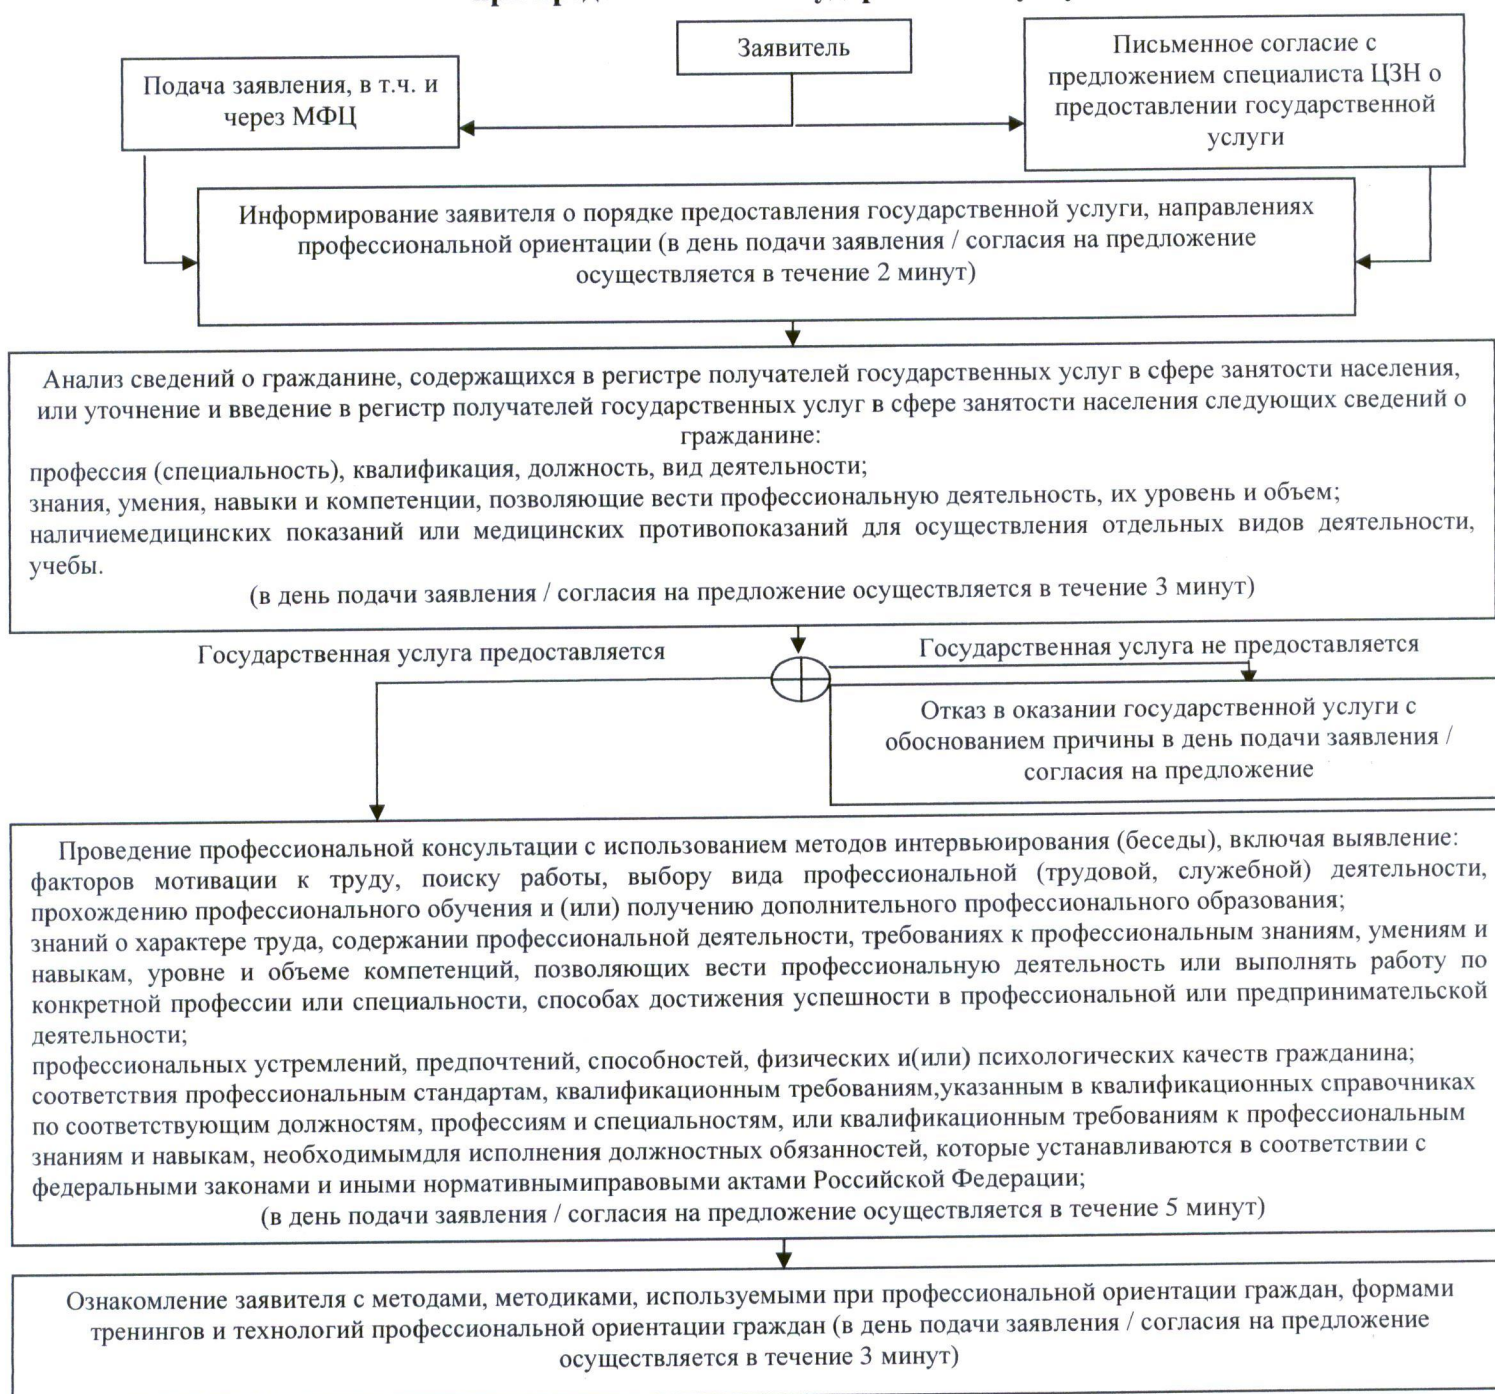 Заявитель
Подача заявления, в т.ч. и
через МФЦ
Письменное согласие с
предложением специалиста ЦЗН о
предоставлении государственной
услуги
Информирование заявителя о порядке предоставления государственной услуги, направлениях
профессиональной ориентации (в день подачи заявления / согласия на предложение
осуществляется в течение 2 минут)
Анализ сведений о гражданине, содержащихся в регистре получателей государственных услуг в сфере занятости населения,
или уточнение и введение в регистр получателей государственных услуг в сфере занятости населения следующих сведений о
гражданине:
профессия (специальность), квалификация, должность, вид деятельности;
знания, умения, навыки и компетенции, позволяющие вести профессиональную деятельность, их уровень и объем;
наличиемедицинских показаний или медицинских противопоказаний для осуществления отдельных видов деятельности,
учебы.
(в день подачи заявления / согласия на предложение осуществляется в течение 3 минут)
Государственная услуга предоставляется
Государственная услуга не предоставляется
Отказ в оказании государственной услуги с
обоснованием причины в день подачи заявления /
согласия на предложение
Проведение профессиональной консультации с использованием методов интервьюирования (беседы), включая выявление:
факторов мотивации к труду, поиску работы, выбору вида профессиональной (трудовой, служебной) деятельности,
прохождению профессионального обучения и (или) получению дополнительного профессионального образования;
знаний о характере труда, содержании профессиональной деятельности, требованиях к профессиональным знаниям, умениям и
навыкам, уровне и объеме компетенций, позволяющих вести профессиональную деятельность или выполнять работу по
конкретной профессии или специальности, способах достижения успешности в профессиональной или предпринимательской
деятельности;
профессиональных устремлений, предпочтений, способностей, физических и(или) психологических качеств гражданина;
соответствия профессиональным стандартам, квалификационным требованиям,указанным в квалификационных справочниках
по соответствующим должностям, профессиям и специальностям, или квалификационным требованиям к профессиональным
знаниям и навыкам, необходимымдля исполнения должностных обязанностей, которые устанавливаются в соответствии с
федеральными законами и иными нормативнымиправовыми актами Российской Федерации;
(в день подачи заявления / согласия на предложение осуществляется в течение 5 минут)
Ознакомление заявителя с методами, методиками, используемыми при профессиональной ориентации граждан, формами
тренингов и технологий профессиональной ориентации граждан (в день подачи заявления / согласия на предложение
осуществляется в течение 3 минут)